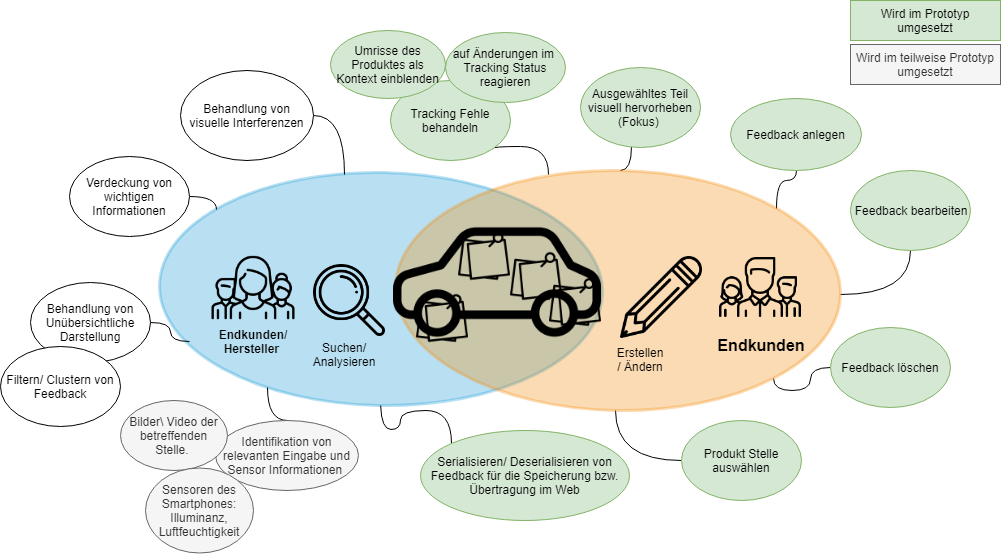 Wird im Prototyp
umgesetzt
Wird im teilweise Prototyp
umgesetzt
Umrisse des
Produktes als
Kontext einblenden
auf Änderungen im
Tracking Status
reagieren
Tracking Fehle
behandeln
Ausgewähltes Teil
visuell hervorheben
(Fokus)
Behandlung von
visuelle Interferenzen
Feedback anlegen
Verdeckung von
wichtigen
Informationen
Feedback bearbeiten
Behandlung von
Unübersichtliche
Darstellung
Filtern/ Clustern von
Feedback
Endkunden/
Hersteller
Suchen/
Analysieren
Erstellen
/ Ändern
Endkunden
Feedback löschen
Bilder\ Video der
betreffenden
Stelle.
Identifikation von
relevanten Eingabe und
Sensor Informationen
Sensoren des
Smartphones:
Illuminanz,
Luftfeuchtigkeit
Serialisieren/ Deserialisieren von
Feedback für die Speicherung bzw.
Übertragung im Web
Produkt Stelle
auswählen